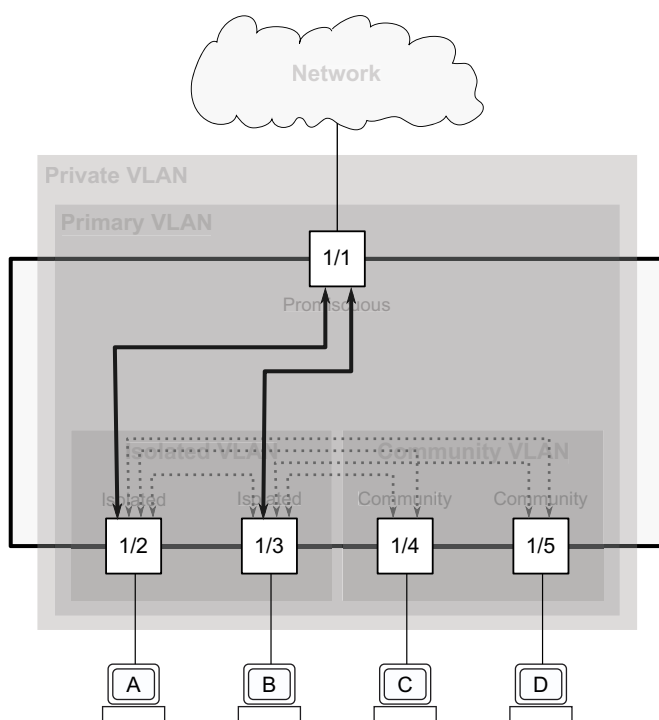 Network
Private VLAN
Primary VLAN
1/1
Promiscuous
Isolated VLAN
Community VLAN
Isolated
Isolated
Community
Community
1/2
1/3
1/4
1/5
A
B
C
D